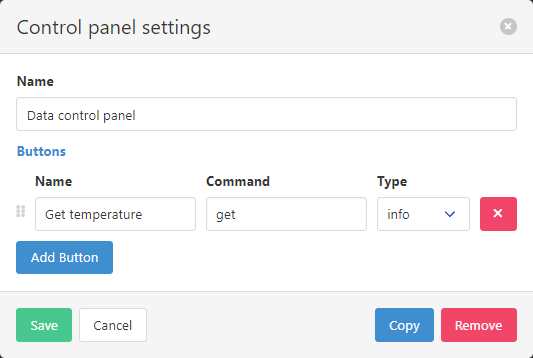 Control panel settings
Name
Data control panel
Buttons
Name Command Type
Get temperature get info
Add Button
Save Cancel Copy Remove